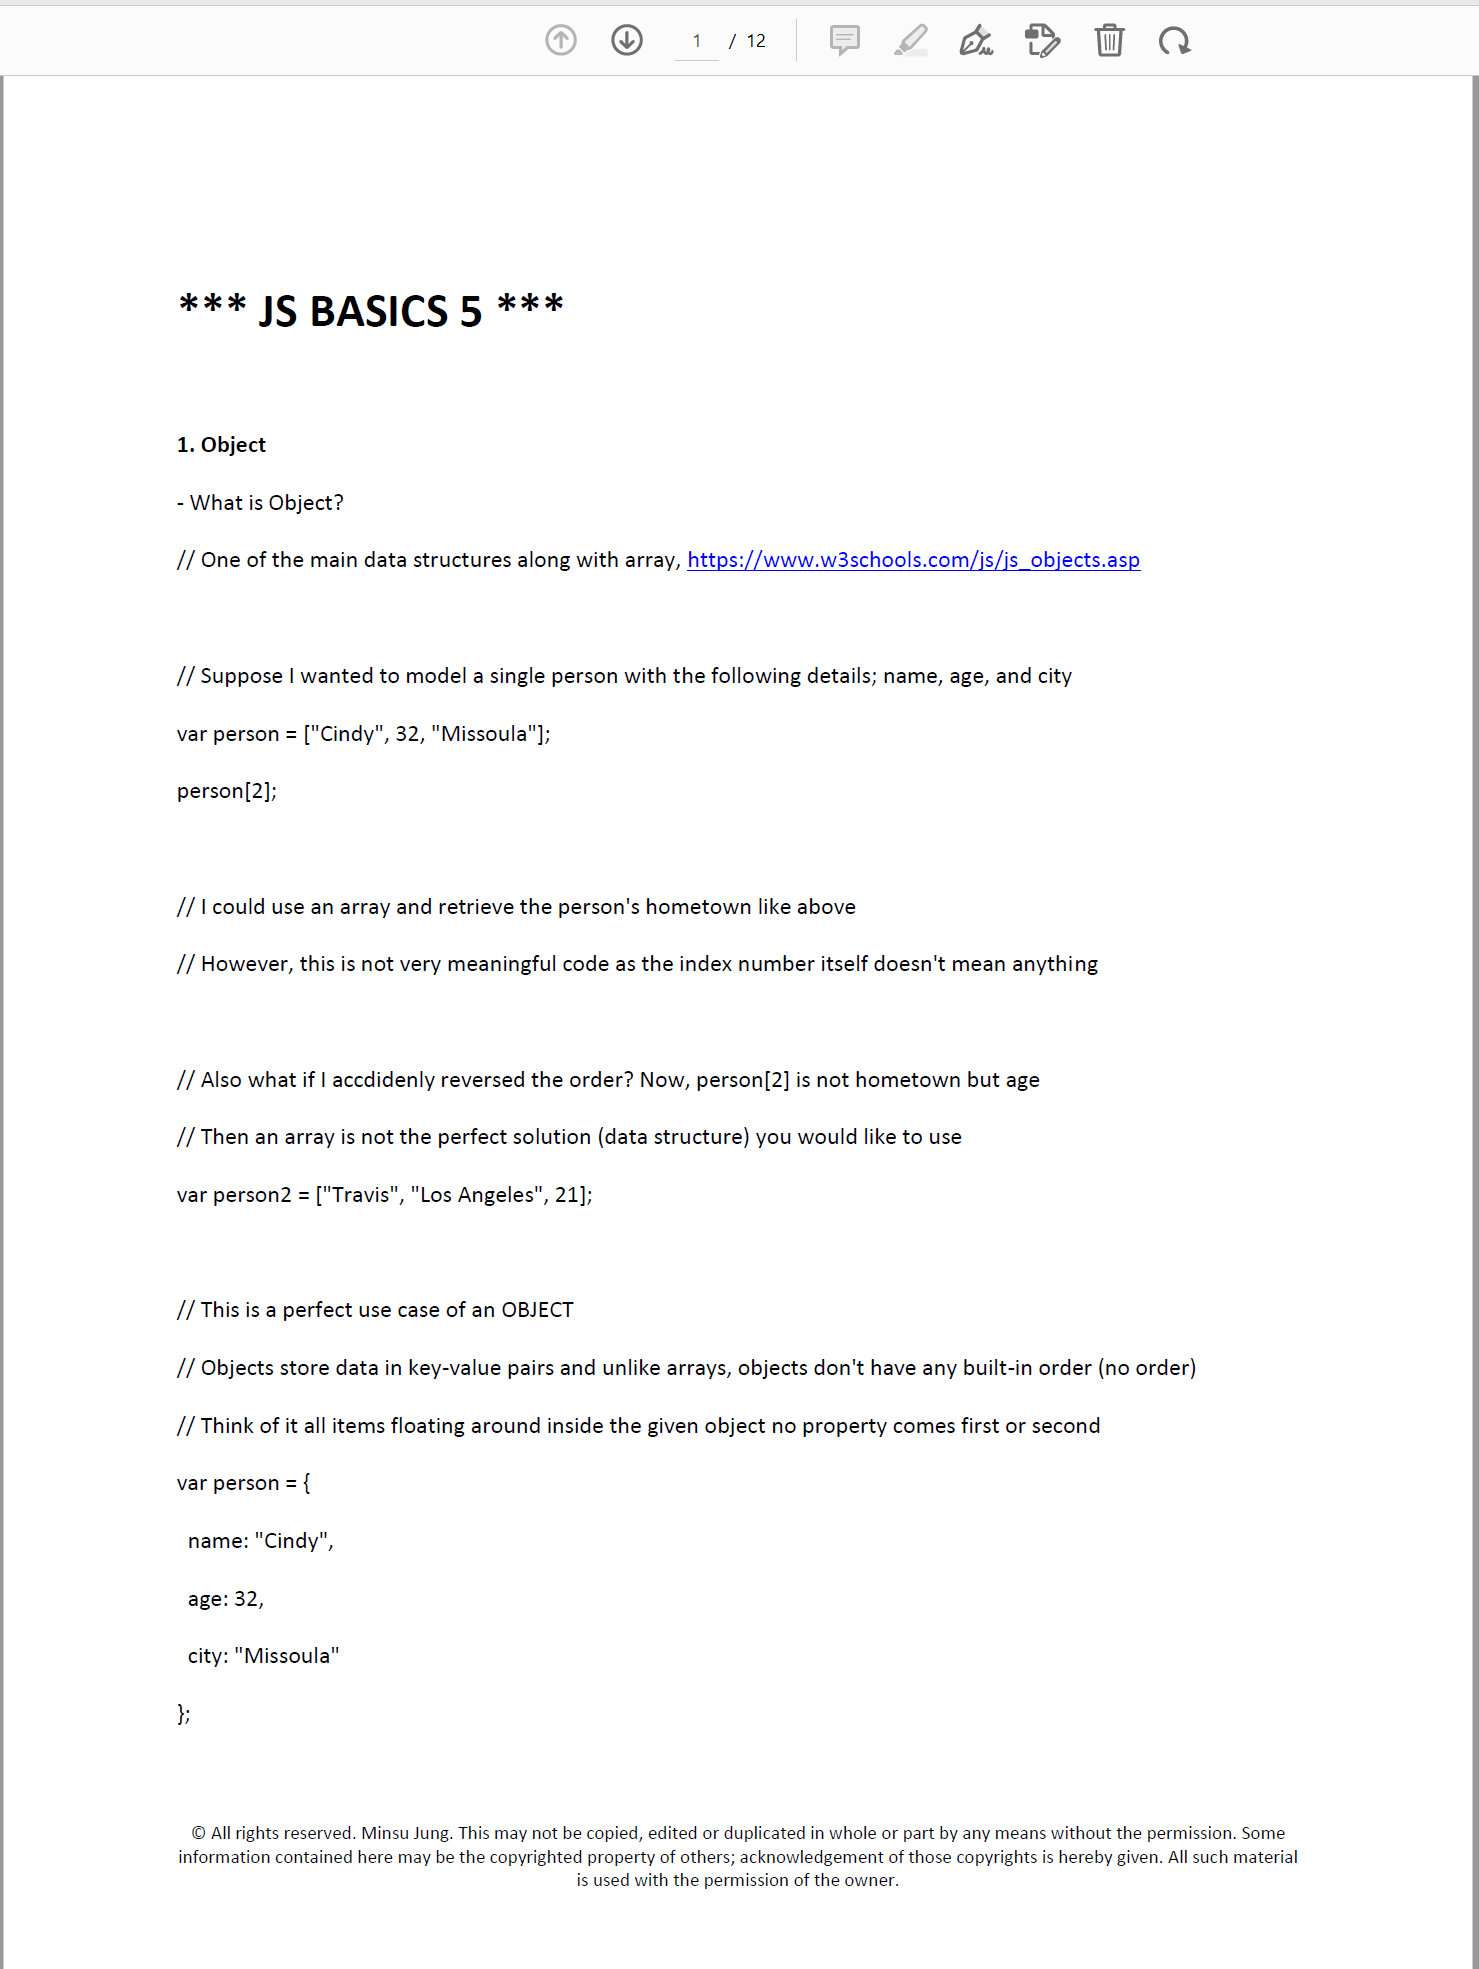 1 / 12
*** JS BASICS 5 ***
1. Object
- What is Object?
// One of the main data structures along with array, https://www.w3schools.com/js/js_objects.asp
// Suppose I wanted to model a single person with the following details; name, age, and city
var person = ["Cindy", 32, "Missoula"];
person[2];
// I could use an array and retrieve the person's hometown like above
// However, this is not very meaningful code as the index number itself doesn't mean anything
// Also what if I accdidenly reversed the order? Now, person[2] is not hometown but age
// Then an array is not the perfect solution (data structure) you would like to use
var person2 = ["Travis", "Los Angeles", 21];
// This is a perfect use case of an OBJECT
// Objects store data in key-value pairs and unlike arrays, objects don't have any built-in order (no order)
// Think of it all items floating around inside the given object no property comes first or second
var person = {
name: "Cindy",
age: 32,
city: "Missoula"
};
© All rights reserved. Minsu Jung. This may not be copied, edited or duplicated in whole or part by any means without the permission. Some
information contained here may be the copyrighted property of others; acknowledgement of those copyrights is hereby given. All such material
is used with the permission of the owner.